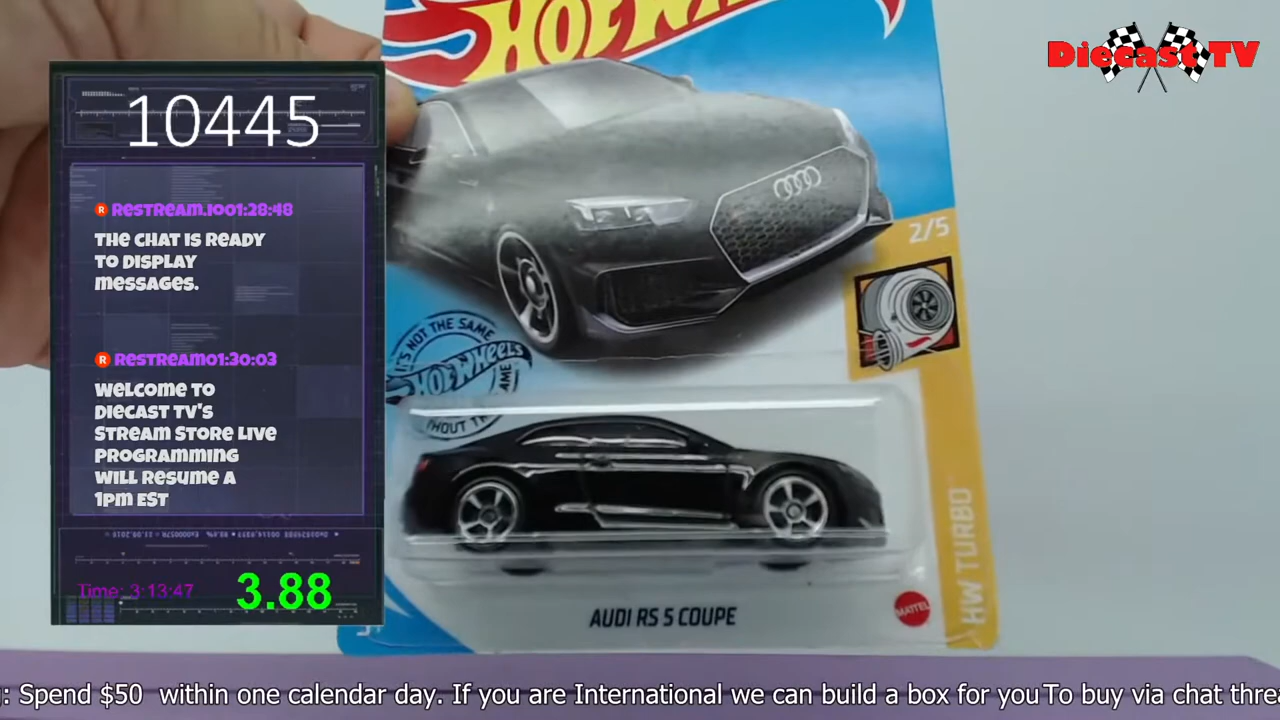 HOT WHEELS
Diecast TV
10445
Restream.io01:28:48
THE CHAT IS READY
TO DISPLAY
MESSAGES.
Restream01:30:03
WELCOME TO
DIECAST TV'S
STREAM STORE LIVE
PROGRAMMING
WILL RESUME A
1PM EST
Time: 3:13:47
3.88
2/5
IT'S NOT THE SAME
HOT WHEELS
AUDI RS 5 COUPE
MATTEL
HW TURBO
: Spend $50 within one calendar day. If you are International we can build a box for you To buy via chat